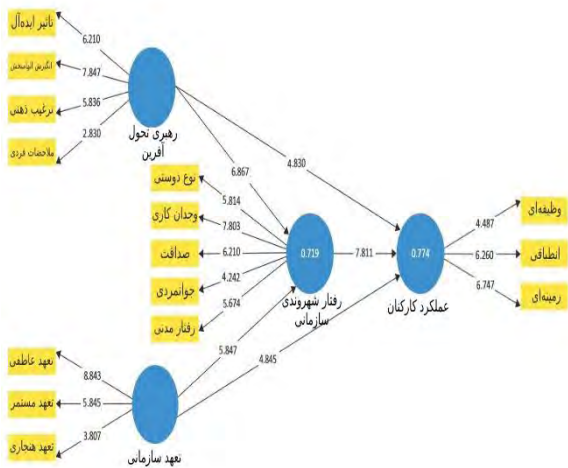 تاثیر ایده‌آل
6.210
انگیزش الهامبخش
7.847
ترغیب ذهنی
5.836
ملاحضات فردی
2.830
رهبری تحول
آفرین
6.867
4.830
نوع دوستی
5.814
وجدان کاری
7.803
صداقت
6.210
جوانمردی
4.242
رفتار مدنی
5.674
0.719
رفتار شهروندی
سازمانی
7.811
0.774
عملکرد کارکنان
وظیفه‌ای
4.487
انطباقی
6.260
زمینه‌ای
6.747
5.847
4.845
تعهد عاطفی
8.843
تعهد مستمر
5.845
تعهد هنجاری
3.807
تعهد سازمانی